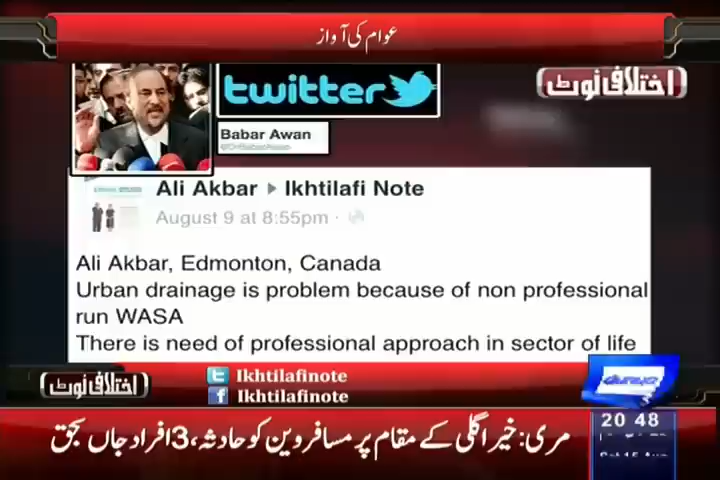 عوام کی آواز
اختلافی نوٹ
twitter
Babar Awan
@DrBabarAwan
Ali Akbar ▸ Ikhtilafi Note
August 9 at 8:55pm ·
Ali Akbar, Edmonton, Canada
Urban drainage is problem because of non professional
run WASA
There is need of professional approach in sector of life
اختلافی نوٹ
Ikhtilafinote
Ikhtilafinote
Dunya
20 48
مری: خیرا گلی کے مقام پر مسافر وین کو حادثہ، 3 افراد جاں بحق